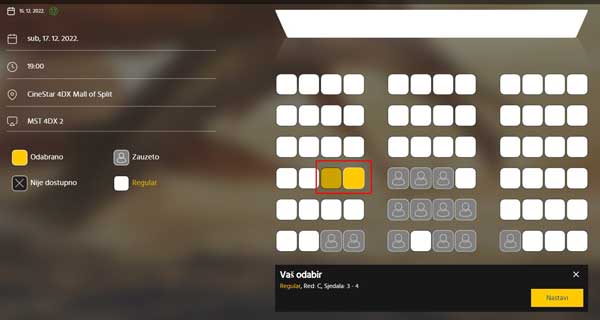 16. 12. 2022.
sub, 17. 12. 2022.
19:00
CineStar 4DX Mall of Split
MST 4DX 2
Odabrano
Zauzeto
Nije dostupno
Regular
Vaš odabir
Regular, Red: C, Sjedala: 3 - 4
Nastavi